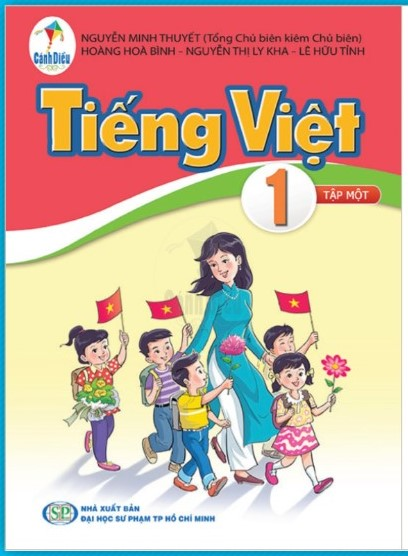 NGUYỄN MINH THUYẾT (Tổng Chủ biên kiêm Chủ biên)
HOÀNG HOÀ BÌNH - NGUYỄN THỊ LY KHA - LÊ HỮU TỈNH
Cánh Diều
Tiếng Việt
1
TẬP MỘT
SP
NHÀ XUẤT BẢN
ĐẠI HỌC SƯ PHẠM TP HỒ CHÍ MINH